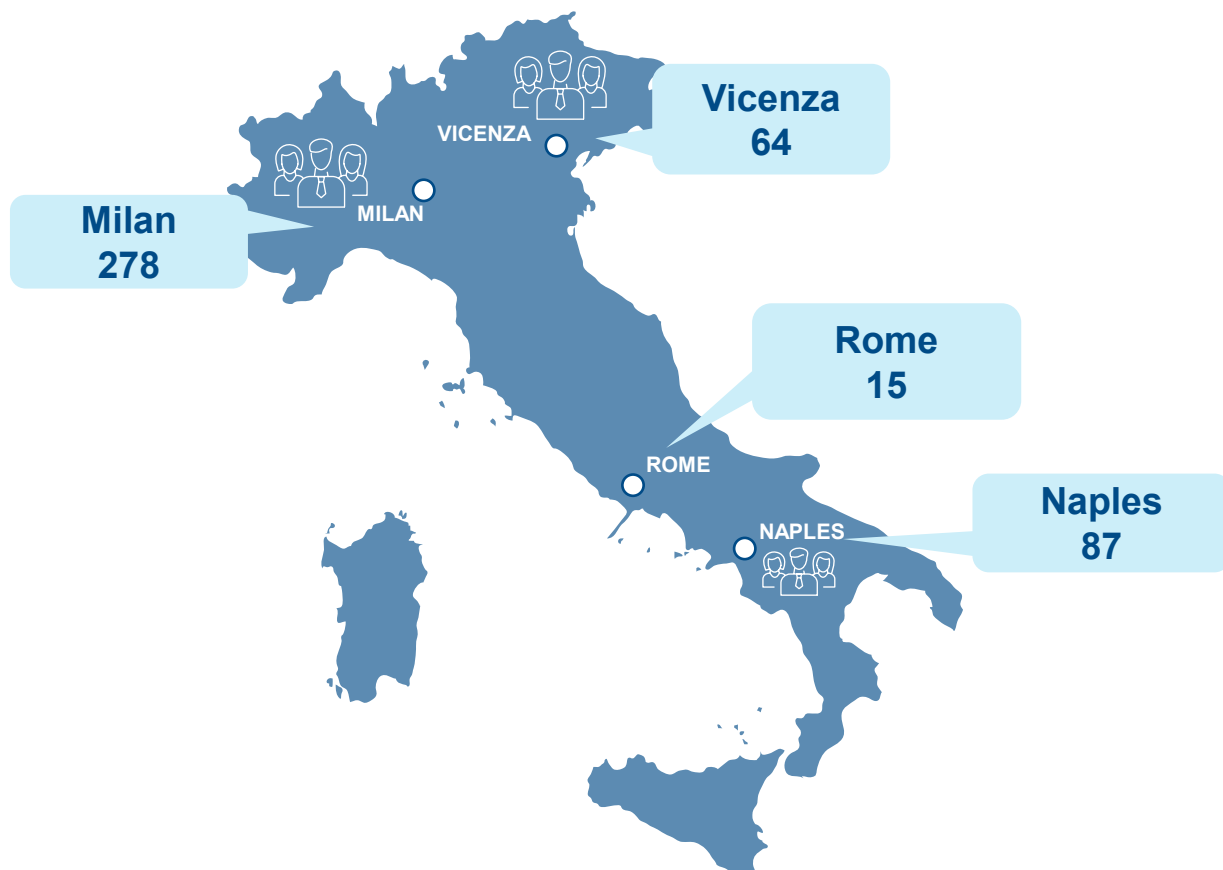 Vicenza
64
VICENZA
MILAN
Milan
278
Rome
15
ROME
NAPLES
Naples
87